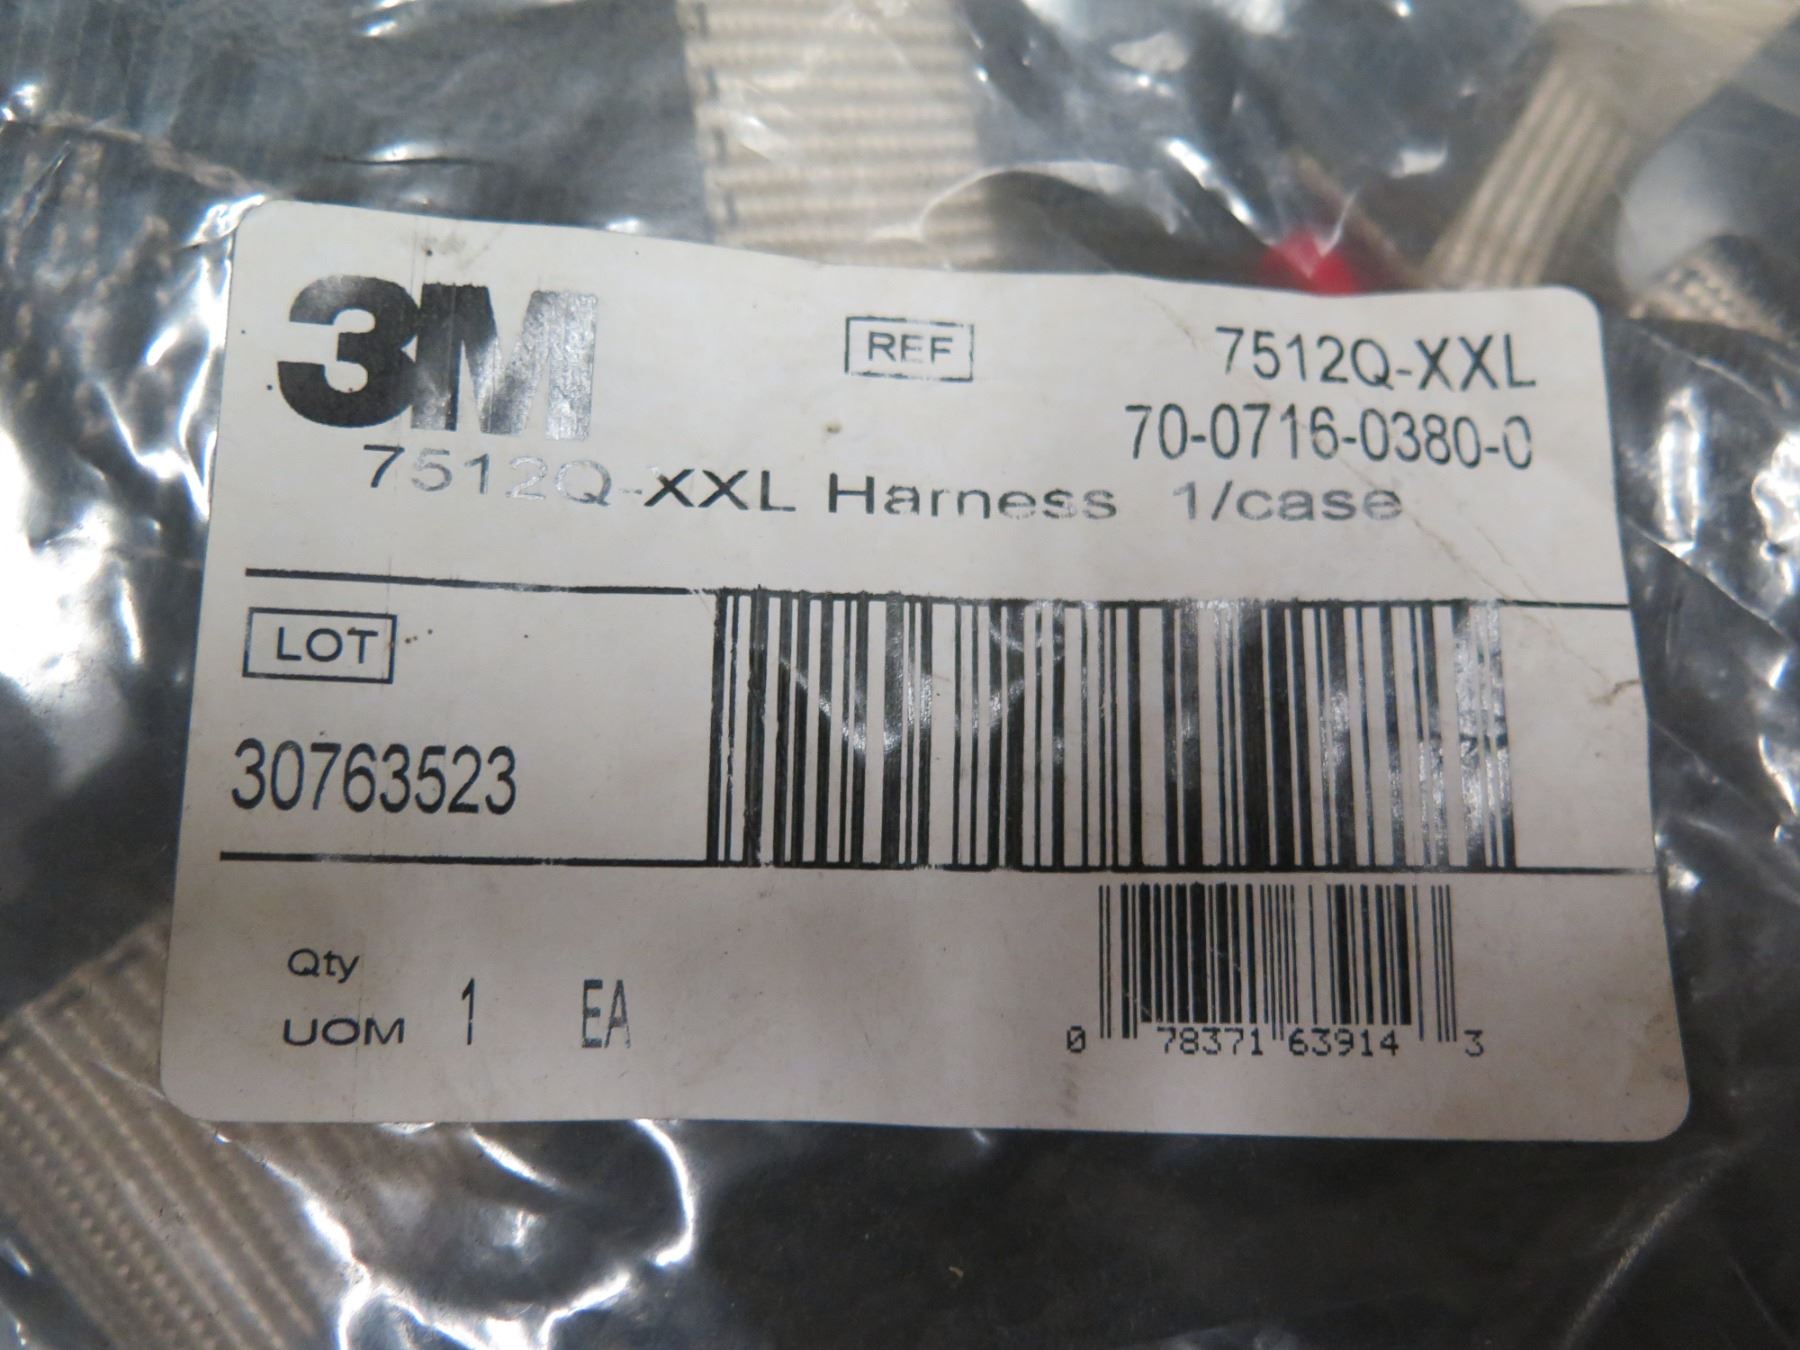 3M
REF
7512Q-XXL
70-0716-0380-0
7512Q-XXL Harness 1/case
LOT
30763523
Qty
UOM 1 EA
0 78371 63914 3